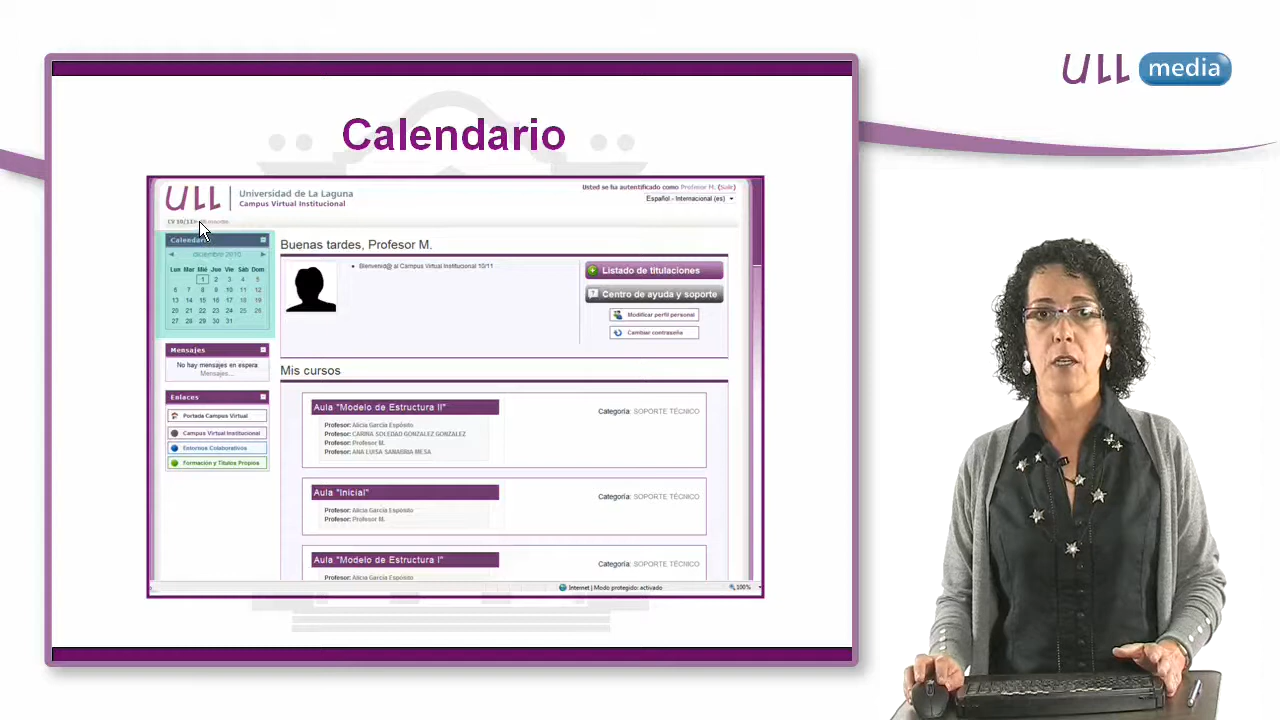 ULL media
Calendario
ULL Universidad de La Laguna
Campus Virtual Institucional
Usted se ha autentificado como Profesor M. (Salir)
Español - Internacional (es)
CV 10/11
Calendario
diciembre 2010
Lun Mar Mié Jue Vie Sáb Dom
1 2 3 4 5
6 7 8 9 10 11 12
13 14 15 16 17 18 19
20 21 22 23 24 25 26
27 28 29 30 31
Mensajes
No hay mensajes en espera
Mensajes...
Enlaces
Portada Campus Virtual
Campus Virtual Institucional
Entornos Colaborativos
Formación y Títulos Propios
Buenas tardes, Profesor M.
Bienvenid@ al Campus Virtual Institucional 10/11
Listado de titulaciones
Centro de ayuda y soporte
Modificar perfil personal
Cambiar contraseña
Mis cursos
Aula "Modelo de Estructura II"
Categoría: SOPORTE TÉCNICO
Profesor: Alicia García Espósito
Profesor: CARINA SOLEDAD GONZALEZ GONZALEZ
Profesor: Profesor M.
Profesor: ANA LUISA SANABRIA MESA
Aula "Inicial"
Categoría: SOPORTE TÉCNICO
Profesor: Alicia García Espósito
Profesor: Profesor M.
Aula "Modelo de Estructura I"
Categoría: SOPORTE TÉCNICO
Profesor: Alicia García Espósito
Internet | Modo protegido: activado
100%